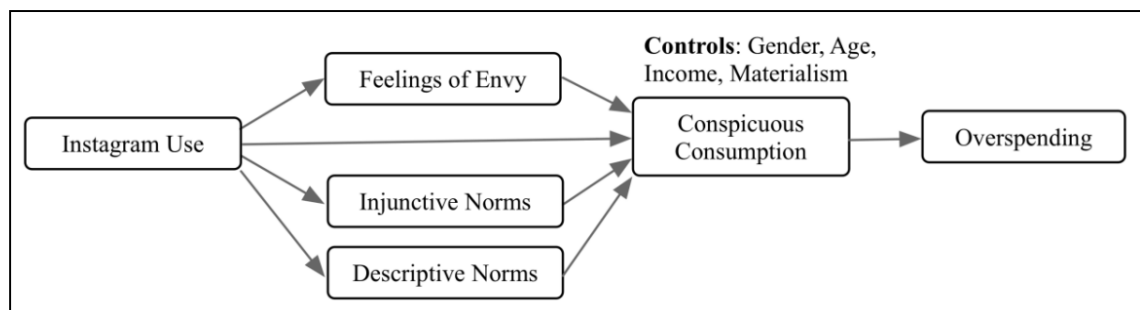 Controls: Gender, Age,
Income, Materialism
Feelings of Envy
Instagram Use
Conspicuous
Consumption
Overspending
Injunctive Norms
Descriptive Norms